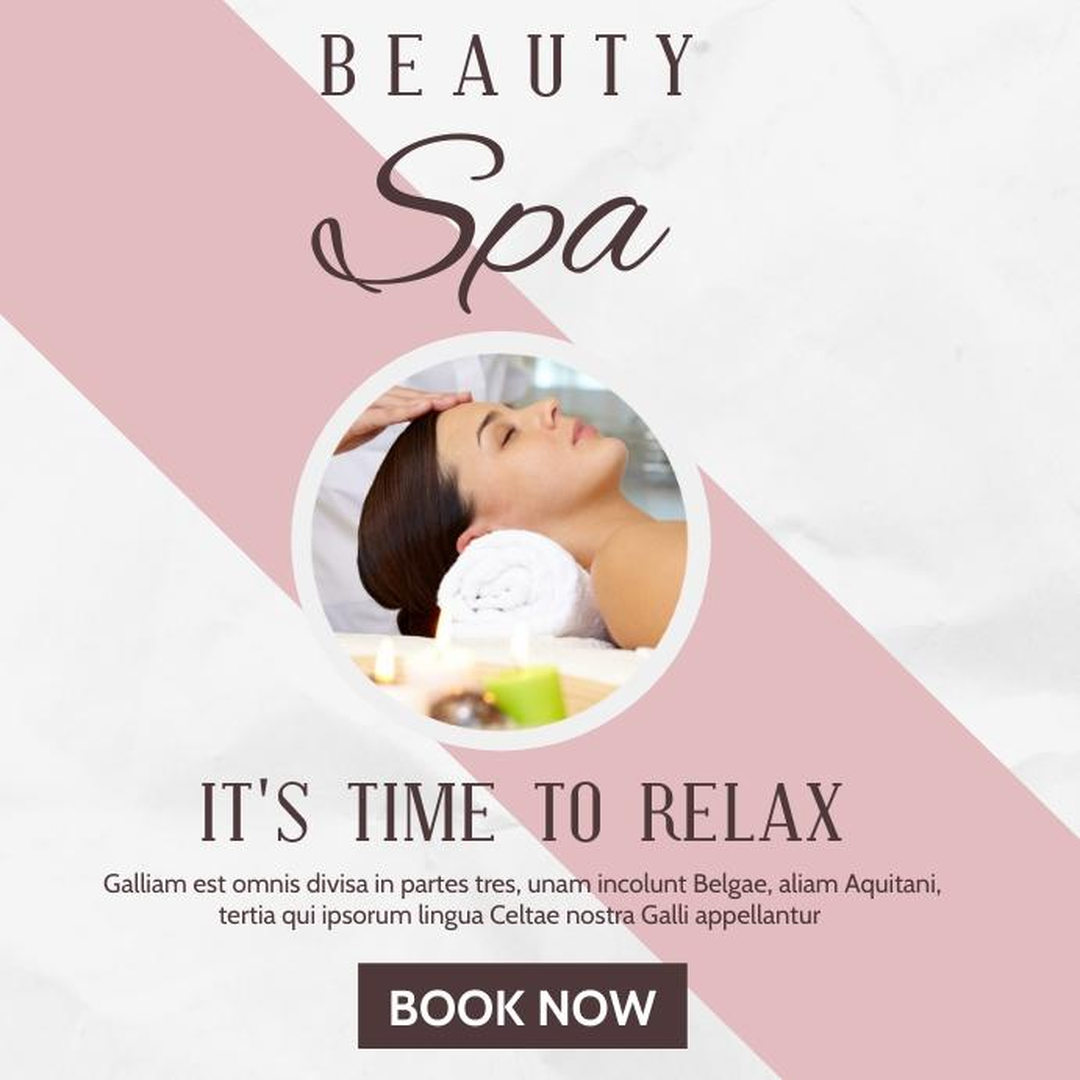 BEAUTY
Spa
IT'S TIME TO RELAX
Galliam est omnis divisa in partes tres, unam incolunt Belgae, aliam Aquitani,
tertia qui ipsorum lingua Celtae nostra Galli appellantur
BOOK NOW